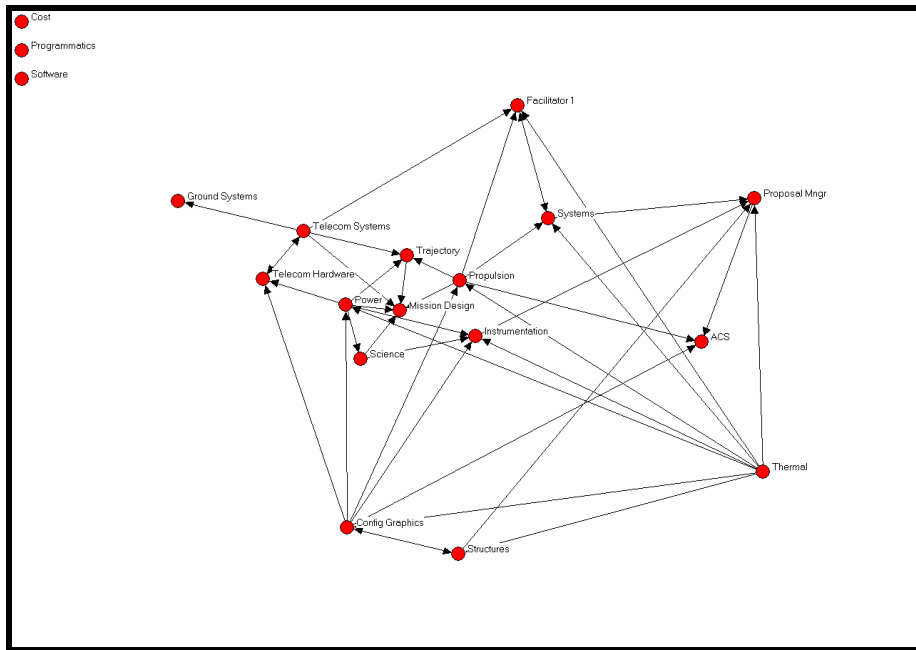 Cost
Programmatics
Software
Facilitator 1
Ground Systems
Proposal Mngr
Systems
Telecom Systems
Trajectory
Telecom Hardware
Propulsion
Power
Mission Design
Instrumentation
ACS
Science
Thermal
Config Graphics
Structures